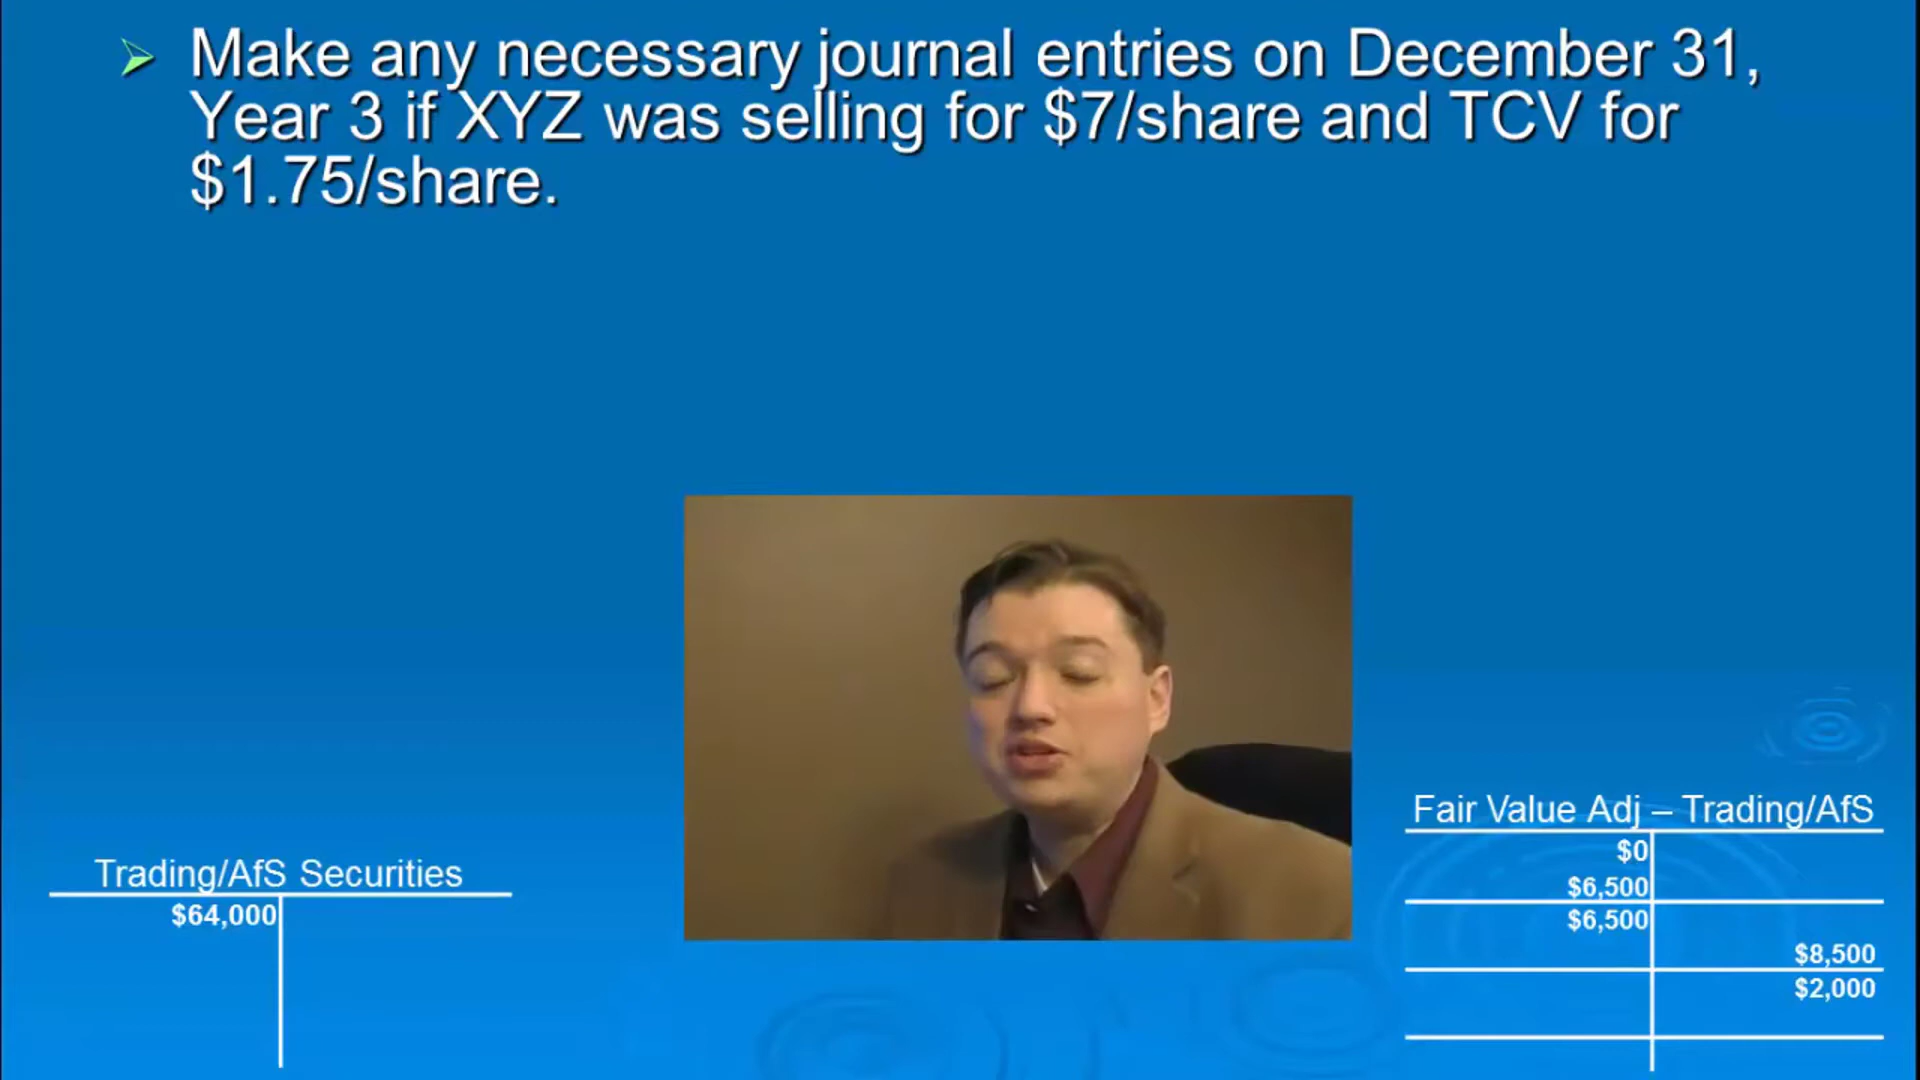 Make any necessary journal entries on December 31,
Year 3 if XYZ was selling for $7/share and TCV for
$1.75/share.
Trading/AfS Securities
$64,000
Fair Value Adj – Trading/AfS
$0
$6,500
$6,500
$8,500
$2,000